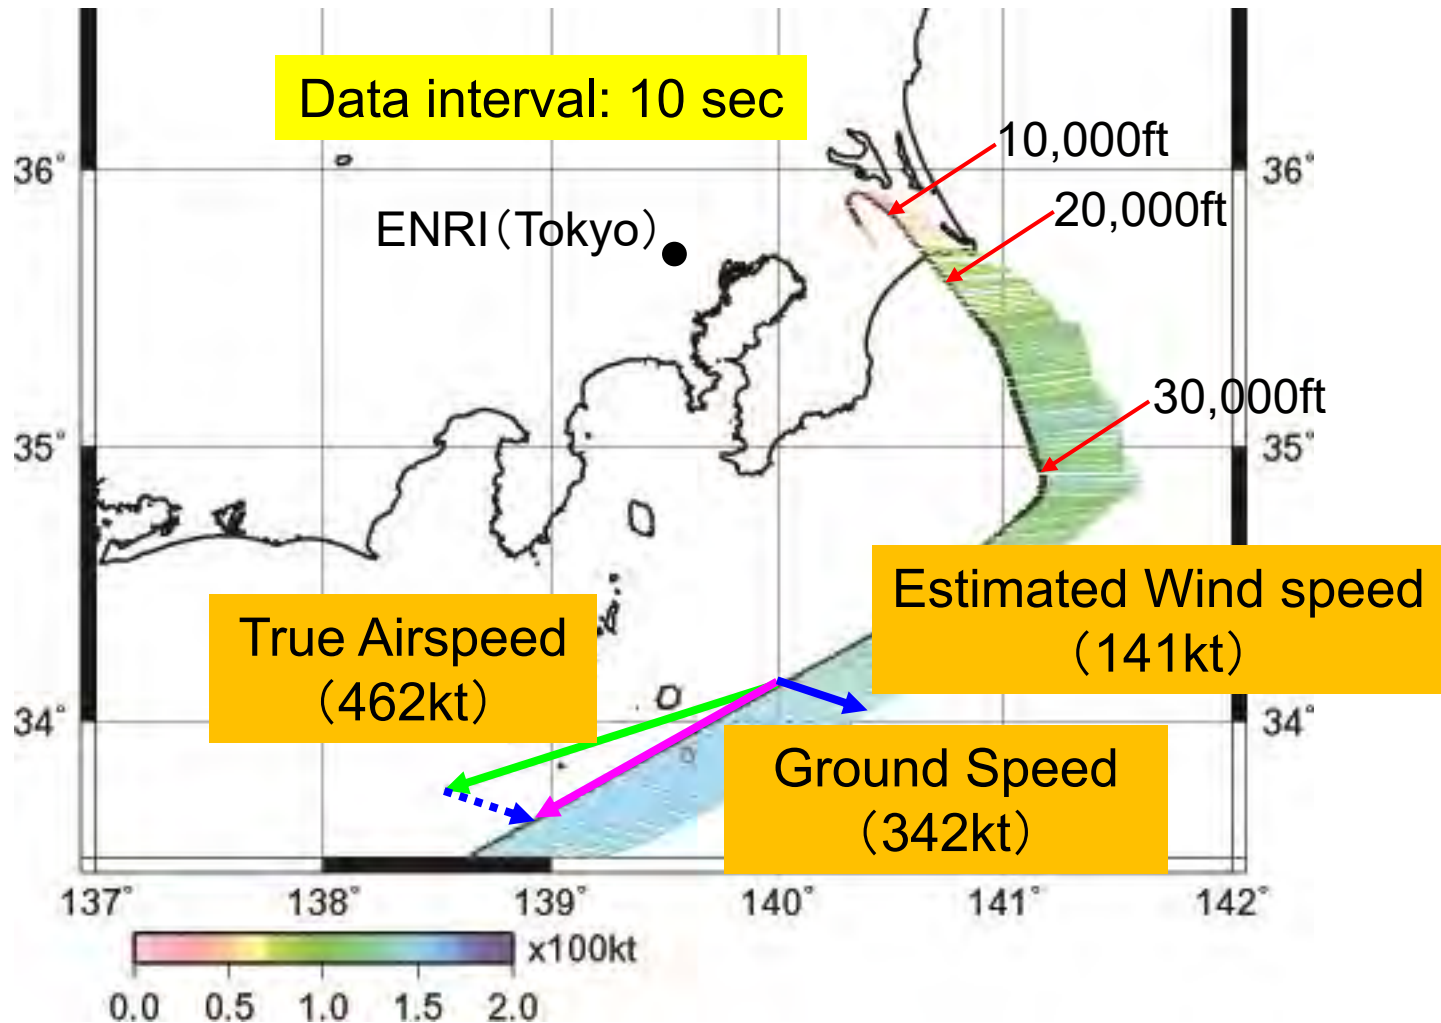 Data interval: 10 sec
10,000ft
36°
36°
20,000ft
ENRI（Tokyo）
30,000ft
35°
35°
Estimated Wind speed
（141kt）
True Airspeed
（462kt）
34°
34°
Ground Speed
（342kt）
137°
138°
139°
140°
141°
142°
x100kt
0.0
0.5
1.0
1.5
2.0